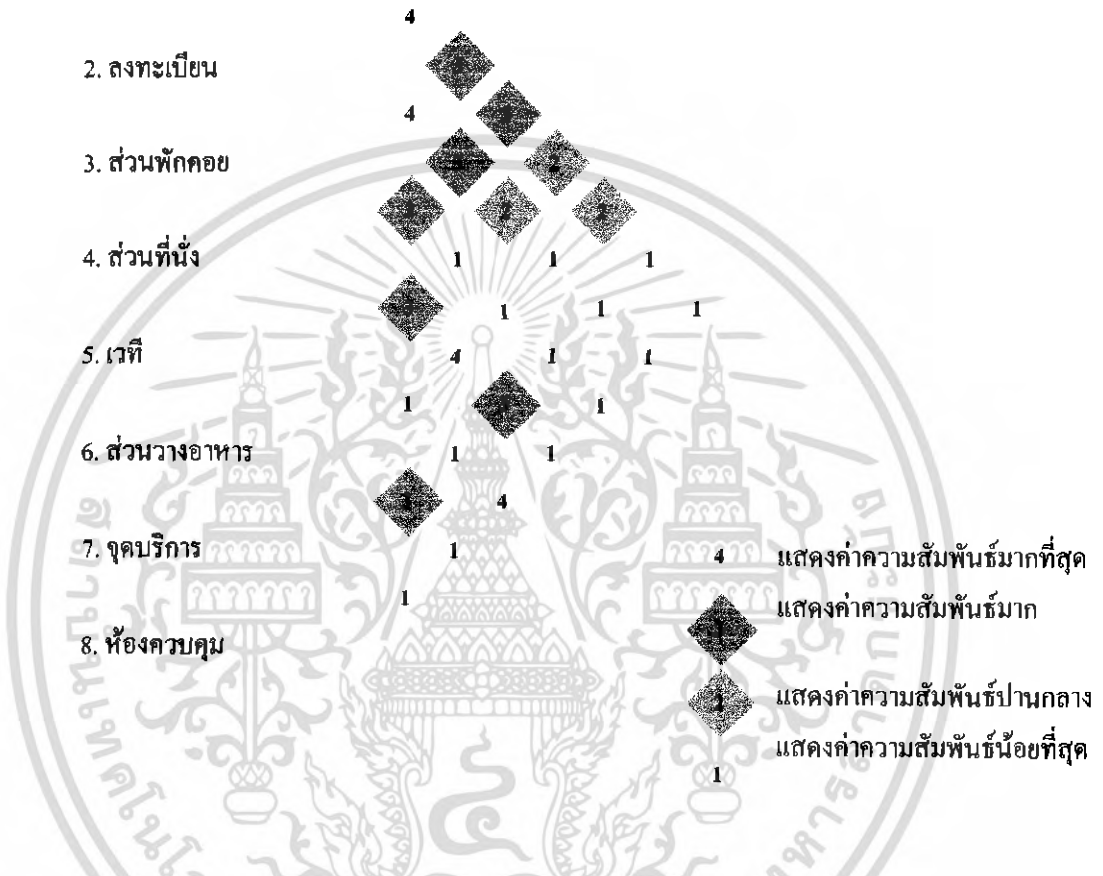 4
2. ลงทะเบียน
4
3. ส่วนพักคอย
2
2 2
4. ส่วนที่นั่ง 1 1 1
1 1 1
5. เวที 4 1 1
1 1
6. ส่วนวางอาหาร 1 1
4
7. จุดบริการ 1
4 แสดงค่าความสัมพันธ์มากที่สุด
1
แสดงค่าความสัมพันธ์มาก
8. ห้องควบคุม
2 แสดงค่าความสัมพันธ์ปานกลาง
แสดงค่าความสัมพันธ์น้อยที่สุด
1